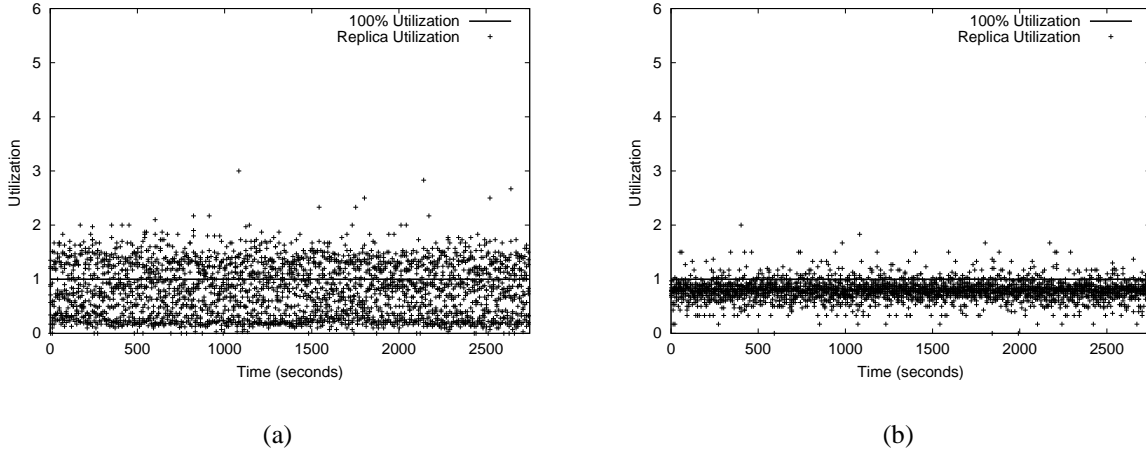 6
5
4
3
2
1
0
Utilization
0 500 1000 1500 2000 2500
Time (seconds)
100% Utilization
Replica Utilization
(a)
6
5
4
3
2
1
0
Utilization
0 500 1000 1500 2000 2500
Time (seconds)
100% Utilization
Replica Utilization
(b)